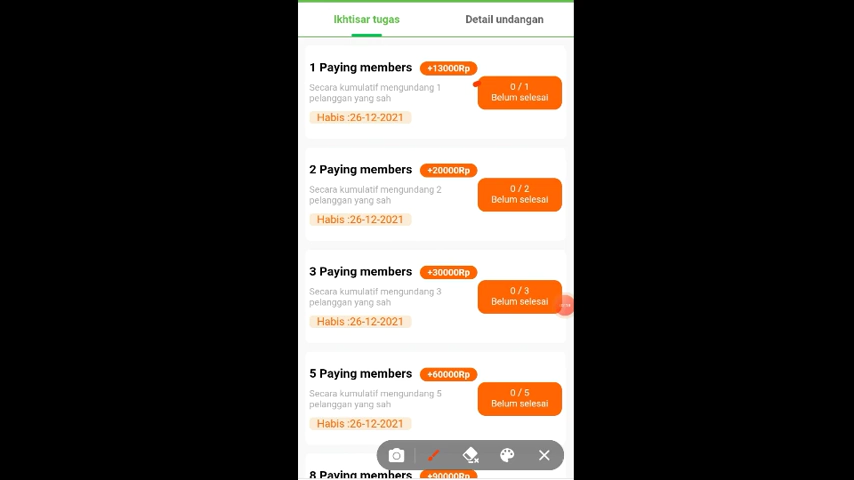 Ikhtisar tugas
Detail undangan
1 Paying members
+13000Rp
Secara kumulatif mengundang 1
pelanggan yang sah
Habis :26-12-2021
0 / 1
Belum selesai
2 Paying members
+20000Rp
Secara kumulatif mengundang 2
pelanggan yang sah
Habis :26-12-2021
0 / 2
Belum selesai
3 Paying members
+30000Rp
Secara kumulatif mengundang 3
pelanggan yang sah
Habis :26-12-2021
0 / 3
Belum selesai
5 Paying members
+60000Rp
Secara kumulatif mengundang 5
pelanggan yang sah
Habis :26-12-2021
0 / 5
Belum selesai
8 Paying members
+90000Rp